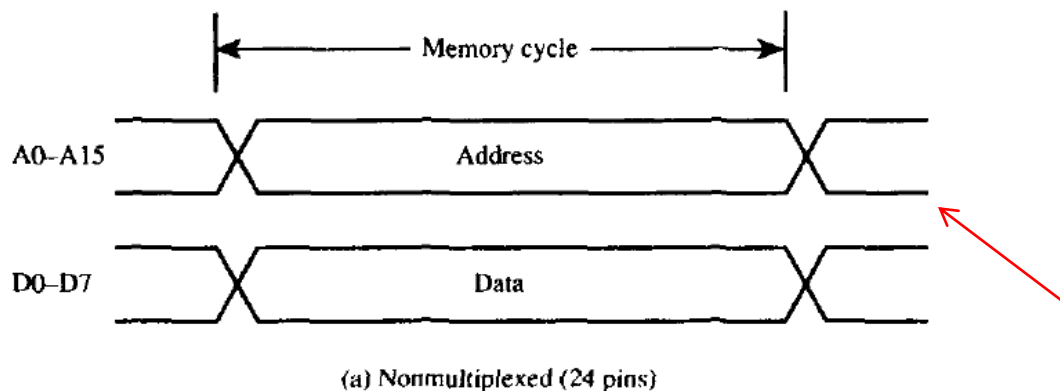 Memory cycle
A0–A15
Address
D0–D7
Data
(a) Nonmultiplexed (24 pins)